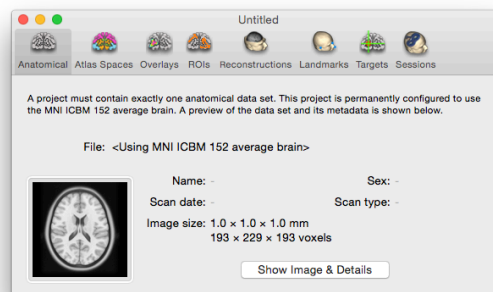 Untitled
Anatomical Atlas Spaces Overlays ROIs Reconstructions Landmarks Targets Sessions
A project must contain exactly one anatomical data set. This project is permanently configured to use
the MNI ICBM 152 average brain. A preview of the data set and its metadata is shown below.
File: <Using MNI ICBM 152 average brain>
Name: - Sex: -
Scan date: - Scan type: -
Image size: 1.0 × 1.0 × 1.0 mm
193 × 229 × 193 voxels
Show Image & Details